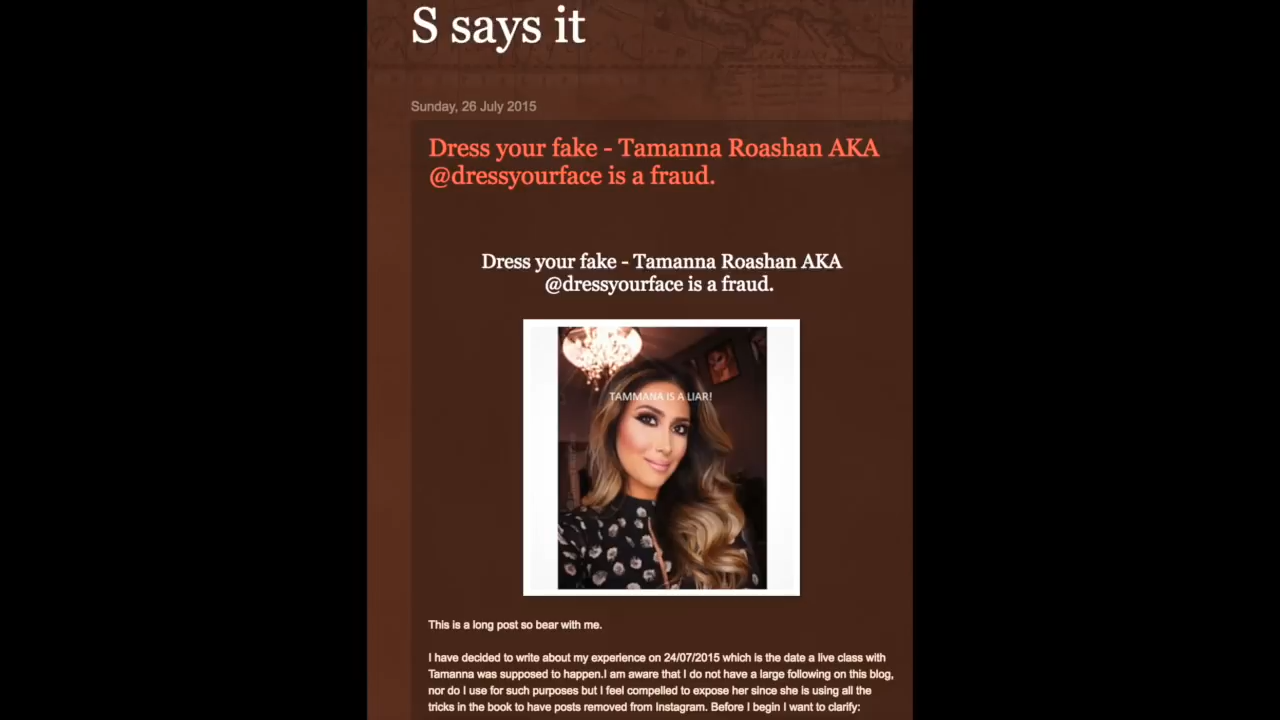 S says it
Sunday, 26 July 2015
Dress your fake - Tamanna Roashan AKA
@dressyourface is a fraud.
Dress your fake - Tamanna Roashan AKA
@dressyourface is a fraud.
TAMMANA IS A LIAR!
This is a long post so bear with me.
I have decided to write about my experience on 24/07/2015 which is the date a live class with
Tamanna was supposed to happen.I am aware that I do not have a large following on this blog,
nor do I use for such purposes but I feel compelled to expose her since she is using all the
tricks in the book to have posts removed from Instagram. Before I begin I want to clarify: